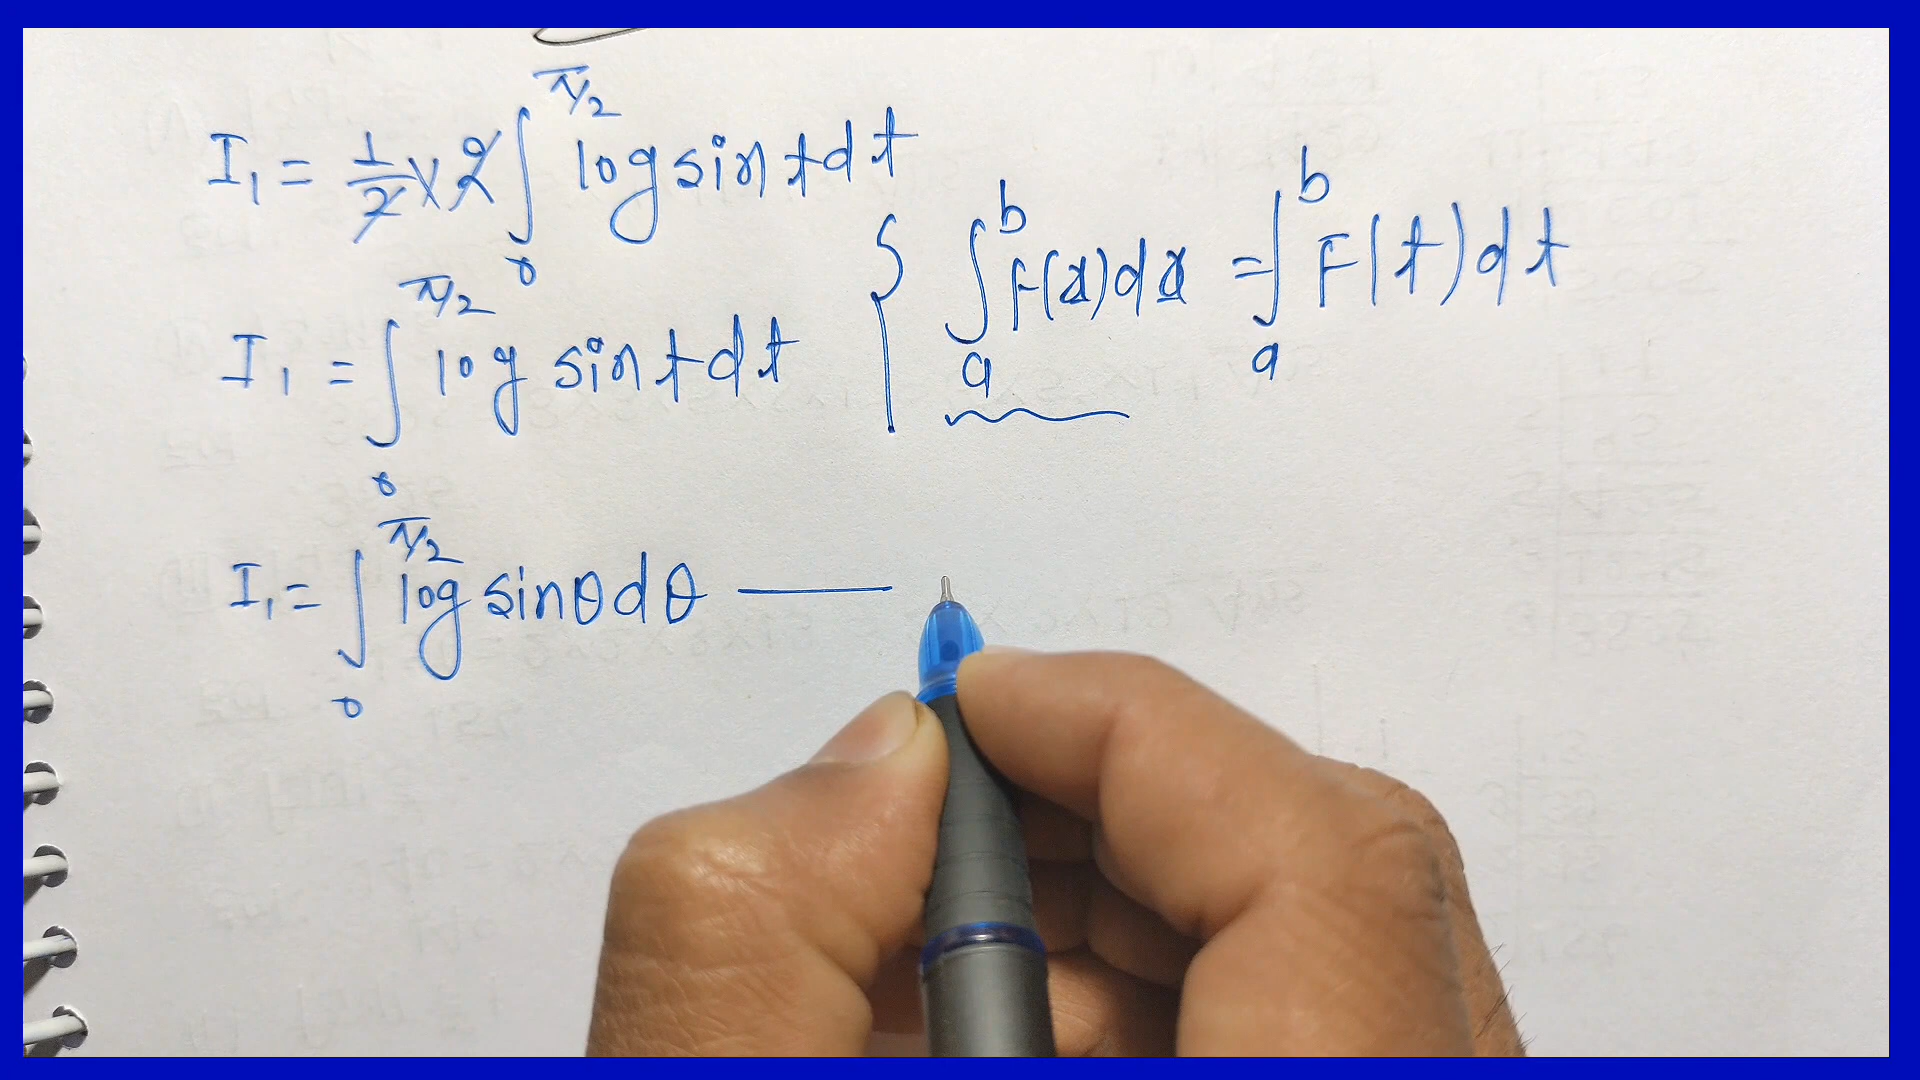 I₁ = 1/2 × 2 ∫₀^π/2 log sin t dt
I₁ = ∫₀^π/2 log sin t dt { ∫ₐᵇ F(x)dx = ∫ₐᵇ F(t)dt
I₁ = ∫₀^π/2 log sinθ dθ —